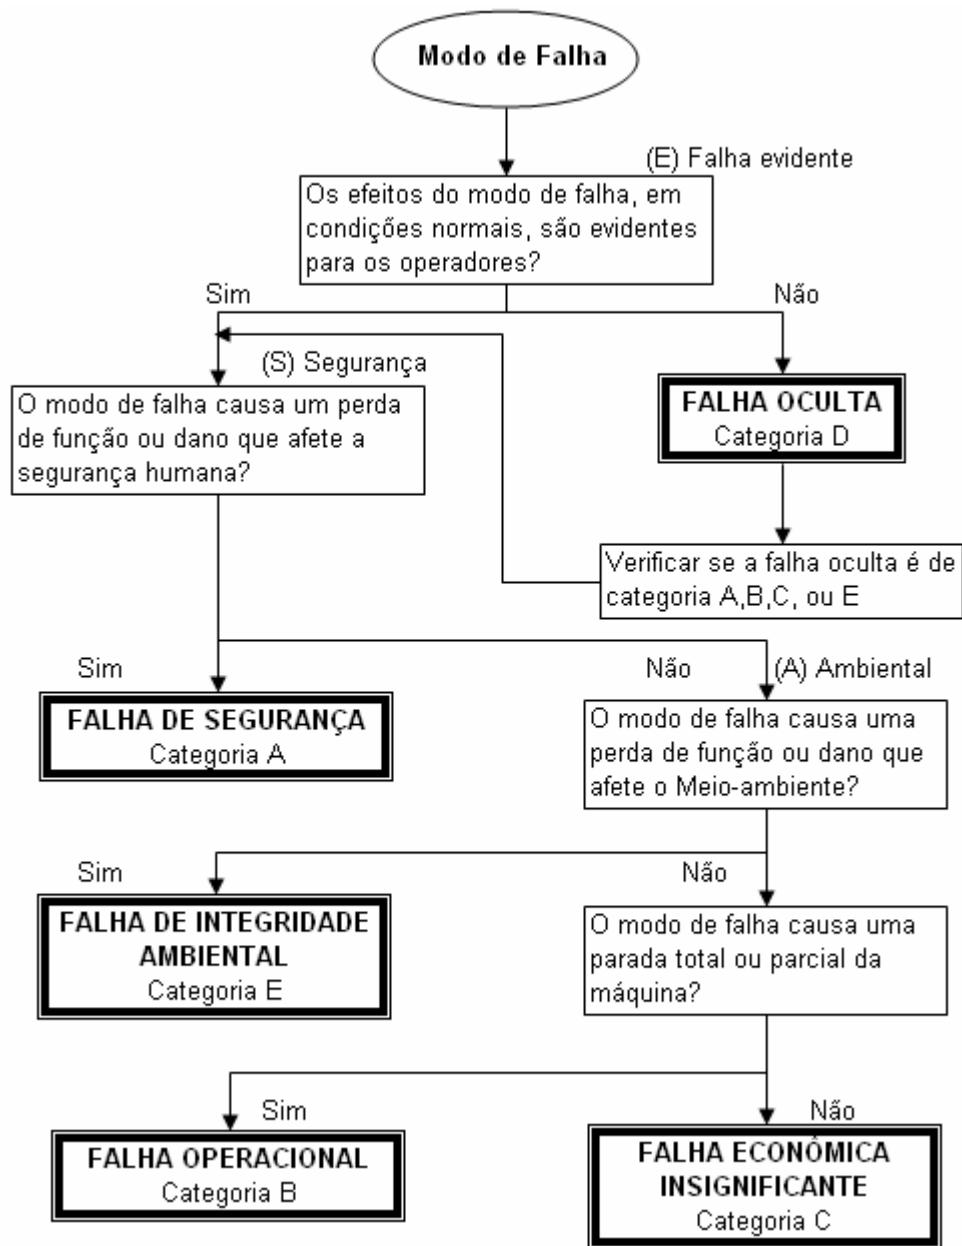 Modo de Falha
(E) Falha evidente
Os efeitos do modo de falha, em
condições normais, são evidentes
para os operadores?
Sim
Não
(S) Segurança
O modo de falha causa um perda
de função ou dano que afete a
segurança humana?
FALHA OCULTA
Categoria D
Verificar se a falha oculta é de
categoria A,B,C, ou E
Sim
Não
(A) Ambiental
FALHA DE SEGURANÇA
Categoria A
O modo de falha causa uma
perda de função ou dano que
afete o Meio-ambiente?
Sim
Não
FALHA DE INTEGRIDADE
AMBIENTAL
Categoria E
O modo de falha causa uma
parada total ou parcial da
máquina?
Sim
Não
FALHA OPERACIONAL
Categoria B
FALHA ECONÔMICA
INSIGNIFICANTE
Categoria C